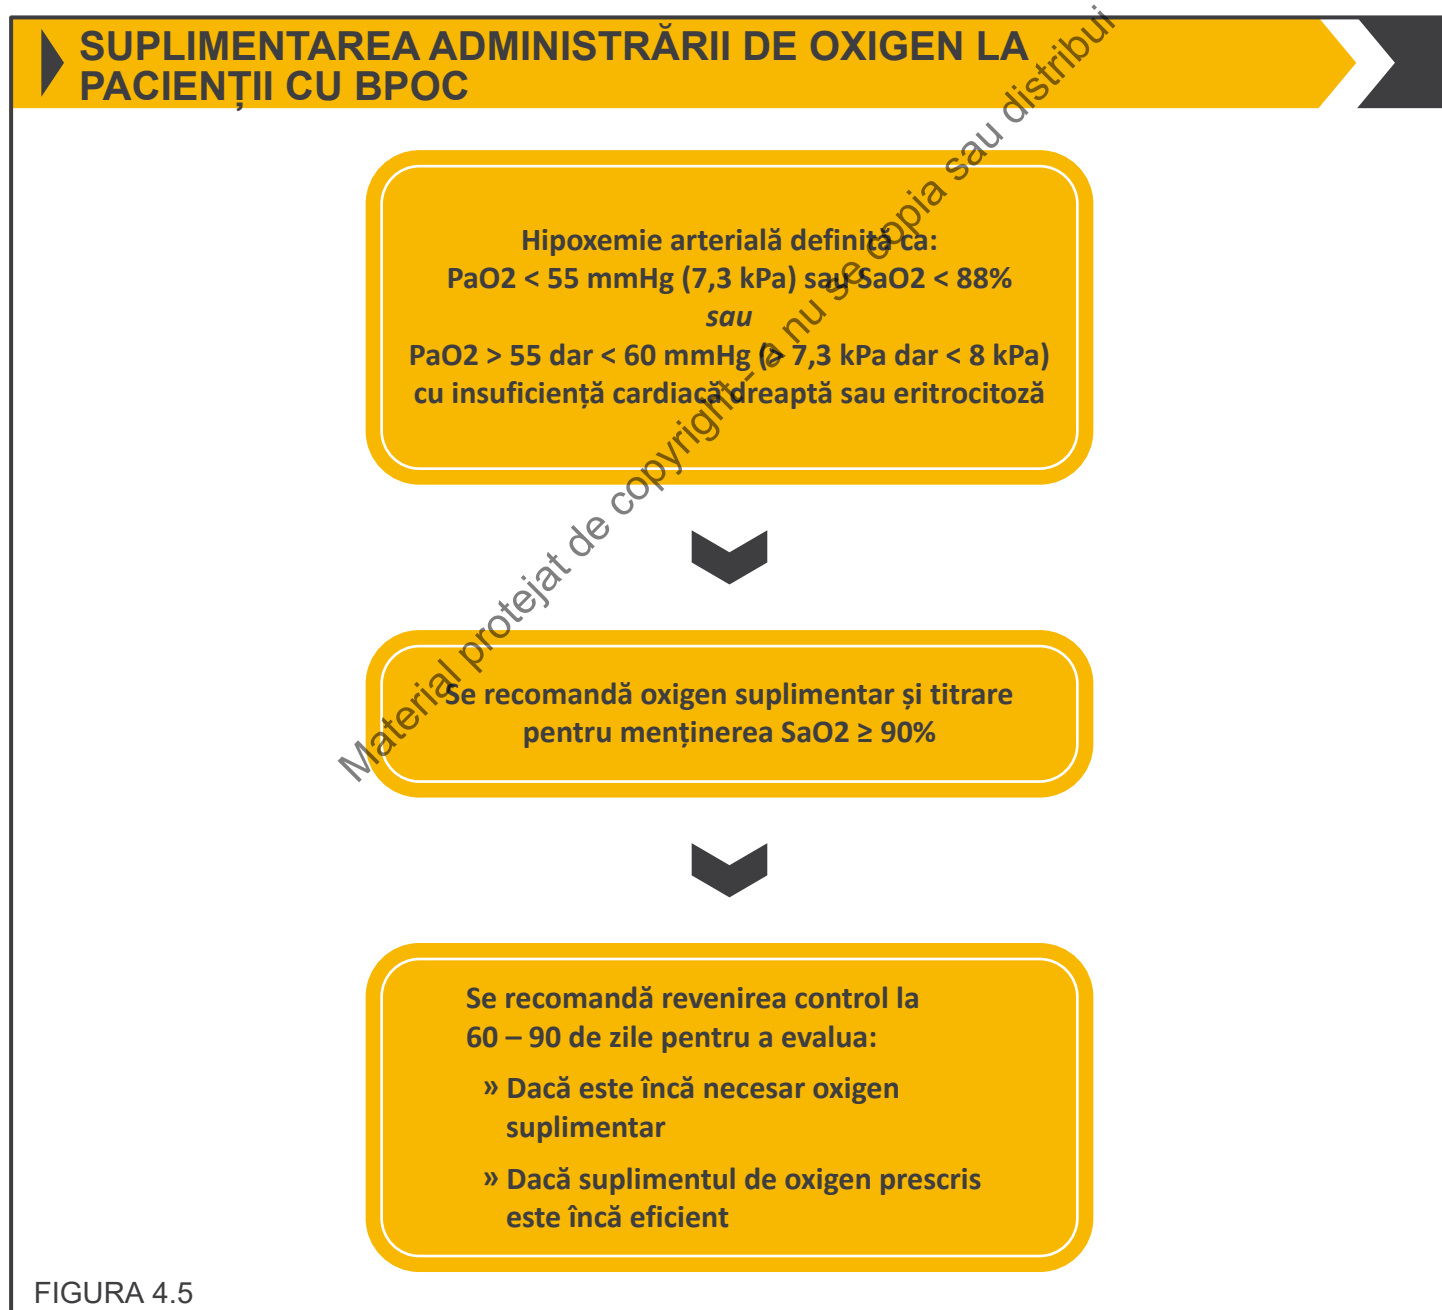 SUPLIMENTAREA ADMINISTRĂRII DE OXIGEN LA
PACIENȚII CU BPOC
Hipoxemie arterială definită ca:
PaO2 < 55 mmHg (7,3 kPa) sau SaO2 < 88%
sau
PaO2 > 55 dar < 60 mmHg (> 7,3 kPa dar < 8 kPa)
cu insuficiență cardiacă dreaptă sau eritrocitoză
Se recomandă oxigen suplimentar și titrare
pentru menținerea SaO2 ≥ 90%
Se recomandă revenirea control la
60 – 90 de zile pentru a evalua:
» Dacă este încă necesar oxigen
suplimentar
» Dacă suplimentul de oxigen prescris
este încă eficient
FIGURA 4.5
Material protejat de copyright - a nu se copia sau distribui